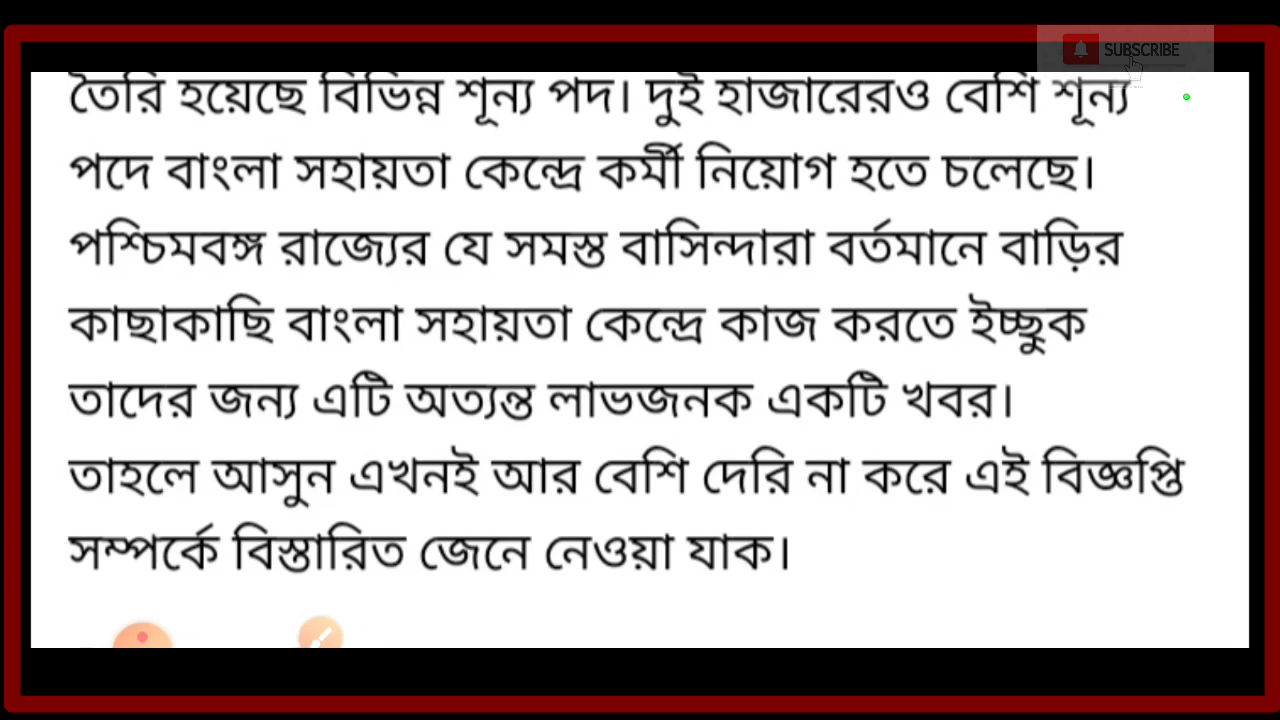 SUBSCRIBE
তৈরি হয়েছে বিভিন্ন শূন্য পদ। দুই হাজারেরও বেশি শূন্য
পদে বাংলা সহায়তা কেন্দ্রে কর্মী নিয়োগ হতে চলেছে।
পশ্চিমবঙ্গ রাজ্যের যে সমস্ত বাসিন্দারা বর্তমানে বাড়ির
কাছাকাছি বাংলা সহায়তা কেন্দ্রে কাজ করতে ইচ্ছুক
তাদের জন্য এটি অত্যন্ত লাভজনক একটি খবর।
তাহলে আসুন এখনই আর বেশি দেরি না করে এই বিজ্ঞপ্তি
সম্পর্কে বিস্তারিত জেনে নেওয়া যাক।